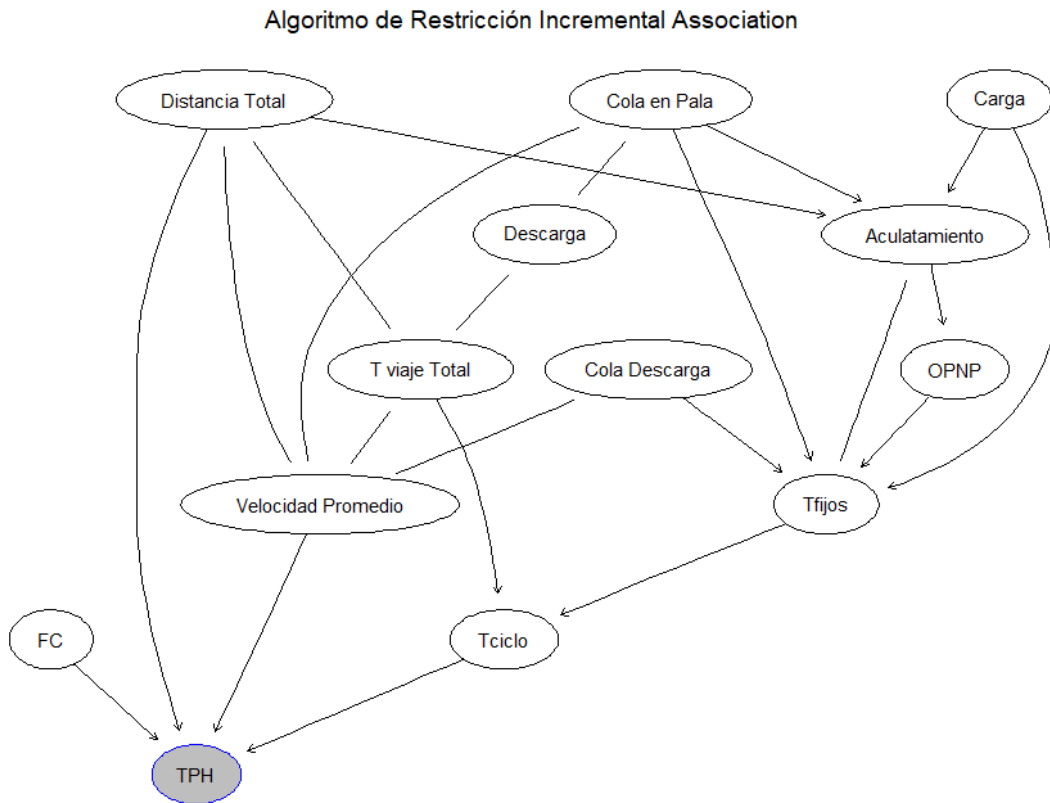 Algoritmo de Restricción Incremental Association
Distancia Total
Cola en Pala
Carga
Descarga
Aculatamiento
T viaje Total
Cola Descarga
OPNP
Velocidad Promedio
Tfijos
FC
Tciclo
TPH